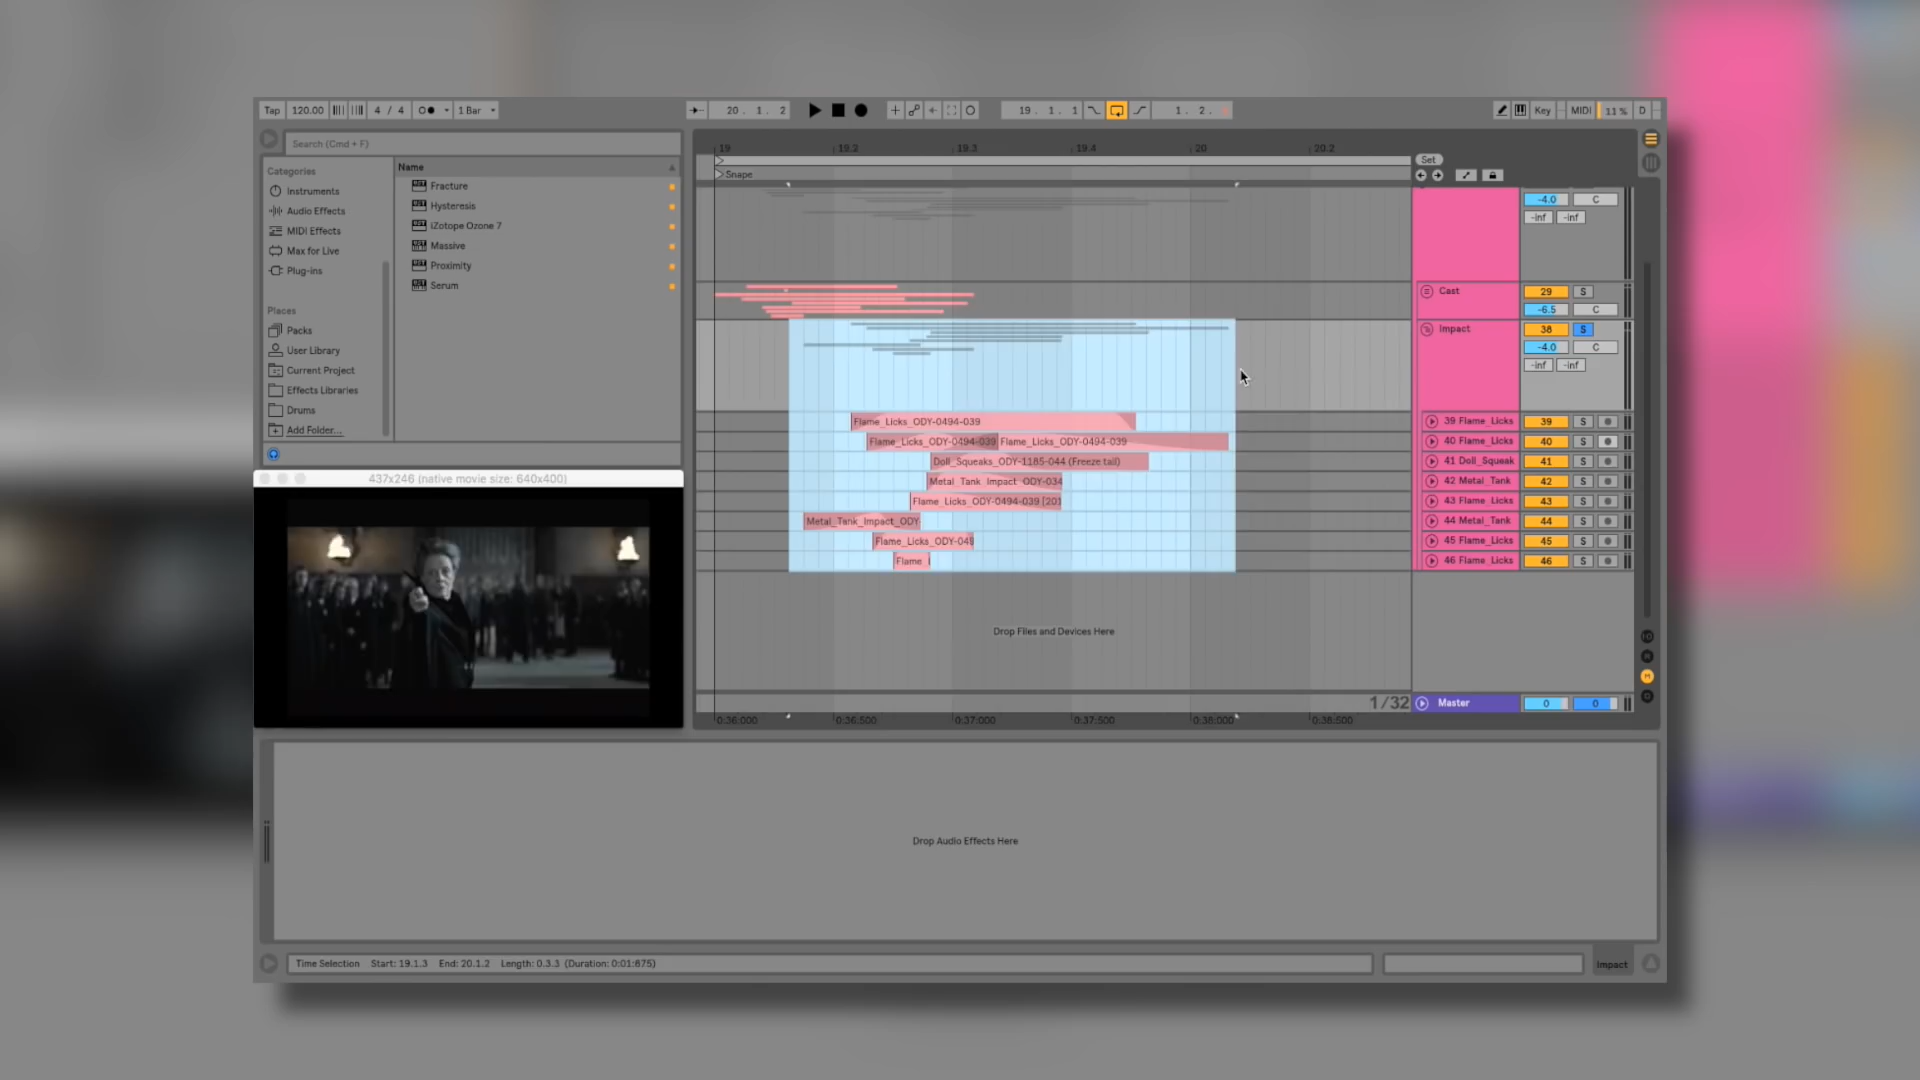 Tap 120.00 4 / 4 1 Bar 20 . 1 . 2 19 . 1 . 1 1 . 2 . Key MIDI 11 % D
Search (Cmd + F)
Categories
Instruments
Audio Effects
MIDI Effects
Max for Live
Plug-ins
Places
Packs
User Library
Current Project
Effects Libraries
Drums
Add Folder...
Name
Fracture
Hysteresis
iZotope Ozone 7
Massive
Proximity
Serum
437x246 (native movie size: 640x400)
19 19.2 19.3 19.4 20 20.2
Set
Snape
-4.0 C
-inf -inf
Cast 29 S
-6.5 C
Impact 38 S
-4.0 C
-inf -inf
Flame_Licks_ODY-0494-039
39 Flame_Licks 39 S
Flame_Licks_ODY-0494-039 Flame_Licks_ODY-0494-039
40 Flame_Licks 40 S
Doll_Squeaks_ODY-1185-044 (Freeze tail)
41 Doll_Squeak 41 S
Metal_Tank_Impact_ODY-034
42 Metal_Tank 42 S
Flame_Licks_ODY-0494-039 [201
43 Flame_Licks 43 S
Metal_Tank_Impact_ODY-
44 Metal_Tank 44 S
Flame_Licks_ODY-049
45 Flame_Licks 45 S
Flame_l
46 Flame_Licks 46 S
Drop Files and Devices Here
1/32
Master 0 0
0:36:000 0:36:500 0:37:000 0:37:500 0:38:000 0:38:500
Drop Audio Effects Here
Time Selection Start: 19.1.3 End: 20.1.2 Length: 0.3.3 (Duration: 0:01:875)
Impact